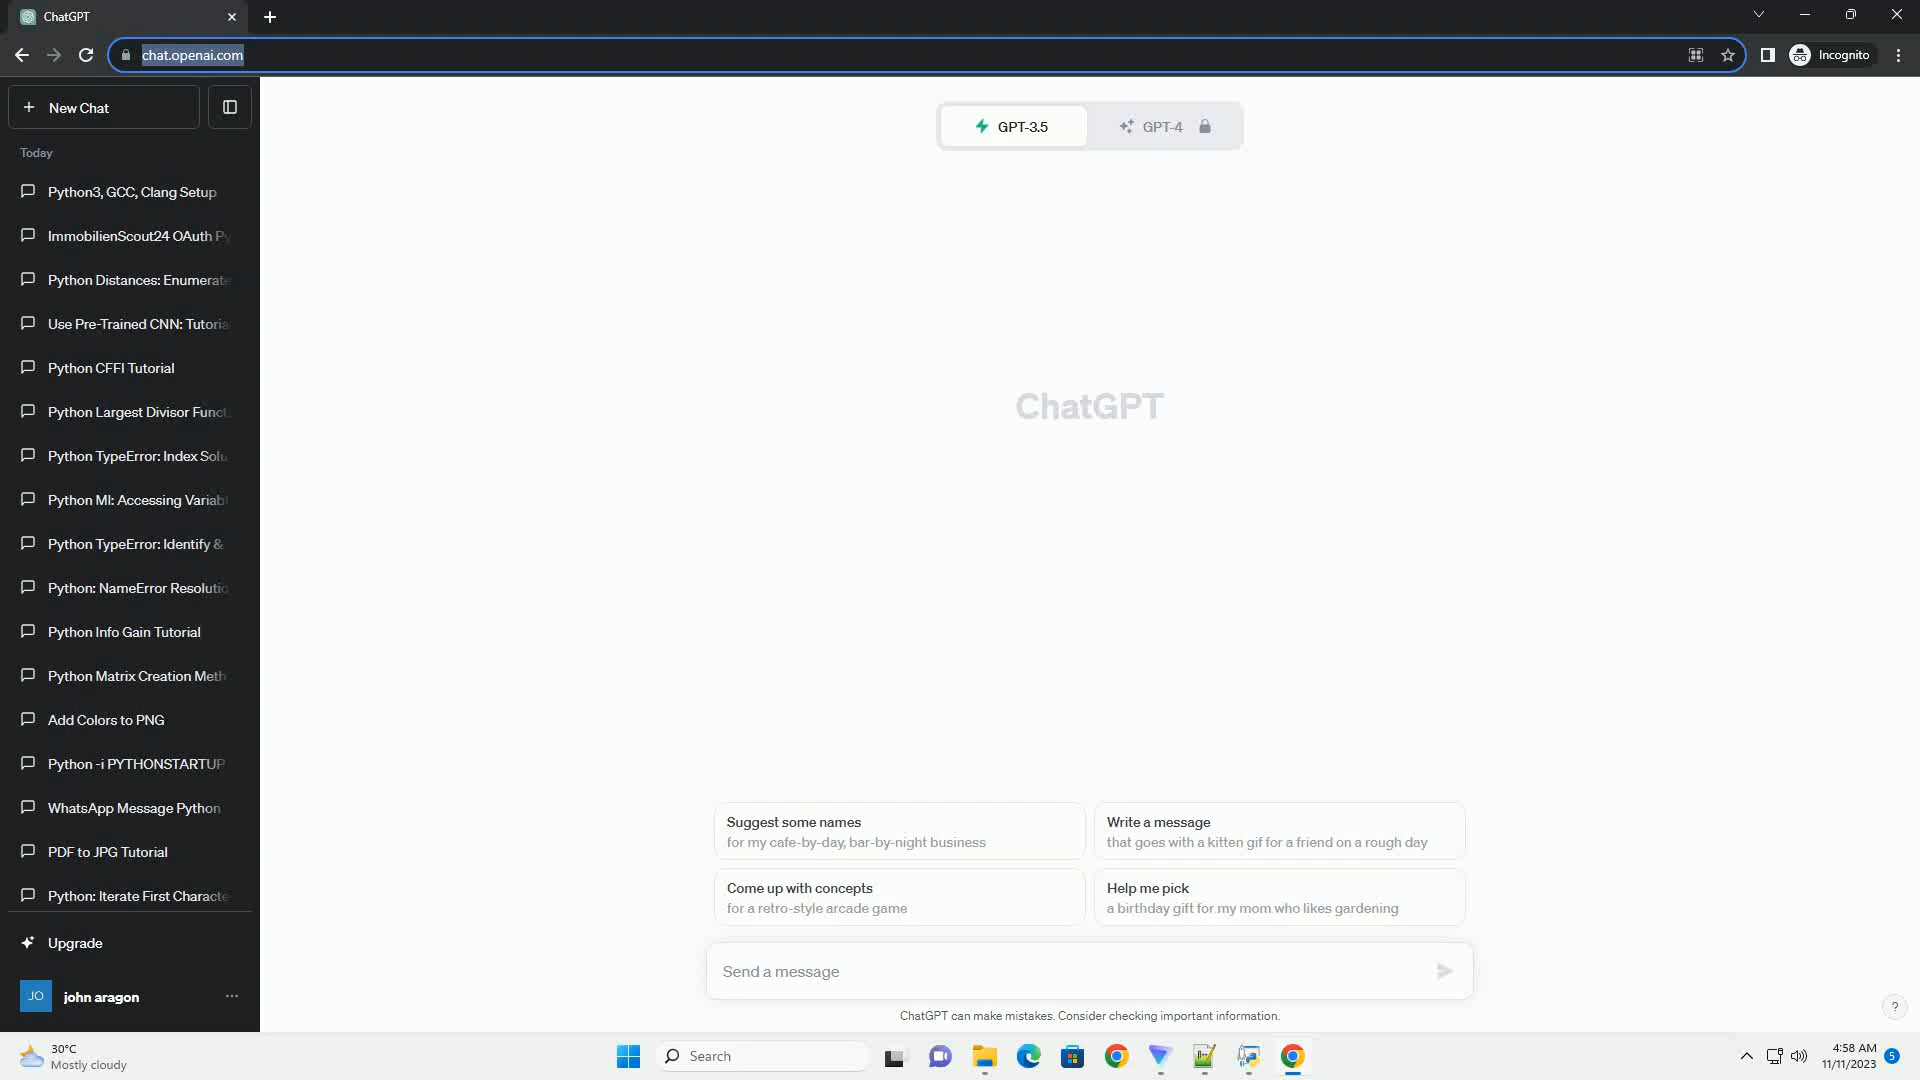 ChatGPT
chat.openai.com
Incognito
New Chat
Today
Python3, GCC, Clang Setup
ImmobilienScout24 OAuth Py
Python Distances: Enumerate
Use Pre-Trained CNN: Tutoria
Python CFFI Tutorial
Python Largest Divisor Funct
Python TypeError: Index Solu
Python MI: Accessing Variabl
Python TypeError: Identify &
Python: NameError Resolutio
Python Info Gain Tutorial
Python Matrix Creation Meth
Add Colors to PNG
Python -i PYTHONSTARTUP
WhatsApp Message Python
PDF to JPG Tutorial
Python: Iterate First Characte
Upgrade
JO
john aragon
GPT-3.5
GPT-4
ChatGPT
Suggest some names
for my cafe-by-day, bar-by-night business
Write a message
that goes with a kitten gif for a friend on a rough day
Come up with concepts
for a retro-style arcade game
Help me pick
a birthday gift for my mom who likes gardening
Send a message
ChatGPT can make mistakes. Consider checking important information.
?
30°C
Mostly cloudy
Search
4:58 AM
11/11/2023
5